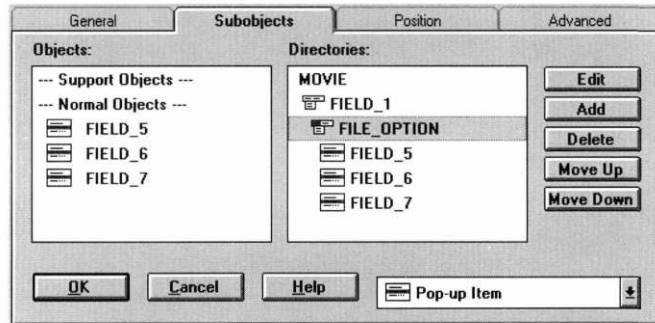 General Subobjects Position Advanced
Objects:
--- Support Objects ---
--- Normal Objects ---
FIELD_5
FIELD_6
FIELD_7
Directories:
MOVIE
FIELD_1
FILE_OPTION
FIELD_5
FIELD_6
FIELD_7
Edit
Add
Delete
Move Up
Move Down
OK Cancel Help Pop-up Item